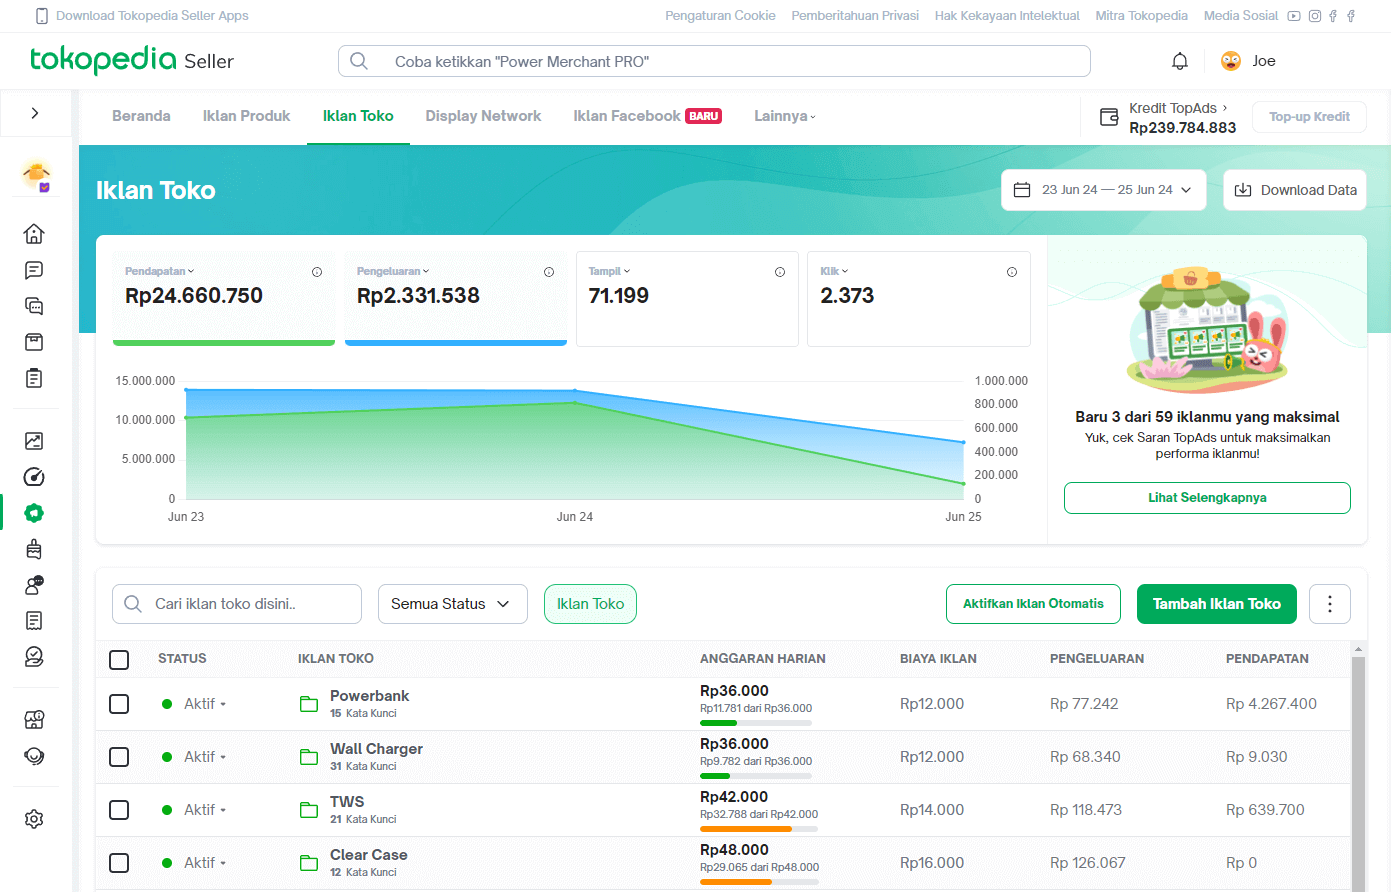 Download Tokopedia Seller Apps
Pengaturan Cookie Pemberitahuan Privasi Hak Kekayaan Intelektual Mitra Tokopedia Media Sosial
tokopedia Seller
Coba ketikkan "Power Merchant PRO"
Joe
Beranda Iklan Produk Iklan Toko Display Network Iklan Facebook BARU Lainnya
Kredit TopAds
Rp239.784.883
Top-up Kredit
Iklan Toko
23 Jun 24 — 25 Jun 24
Download Data
Pendapatan
Rp24.660.750
Pengeluaran
Rp2.331.538
Tampil
71.199
Klik
2.373
15.000.000
10.000.000
5.000.000
0
1.000.000
800.000
600.000
400.000
200.000
0
Jun 23 Jun 24 Jun 25
Baru 3 dari 59 iklanmu yang maksimal
Yuk, cek Saran TopAds untuk maksimalkan
performa iklanmu!
Lihat Selengkapnya
Cari iklan toko disini..
Semua Status
Iklan Toko
Aktifkan Iklan Otomatis
Tambah Iklan Toko
STATUS IKLAN TOKO ANGGARAN HARIAN BIAYA IKLAN PENGELUARAN PENDAPATAN
Aktif Powerbank Rp36.000 Rp12.000 Rp 77.242 Rp 4.267.400
15 Kata Kunci Rp11.781 dari Rp36.000
Aktif Wall Charger Rp36.000 Rp12.000 Rp 68.340 Rp 9.030
31 Kata Kunci Rp9.782 dari Rp36.000
Aktif TWS Rp42.000 Rp14.000 Rp 118.473 Rp 639.700
21 Kata Kunci Rp32.788 dari Rp42.000
Aktif Clear Case Rp48.000 Rp16.000 Rp 126.067 Rp 0
12 Kata Kunci Rp29.065 dari Rp48.000